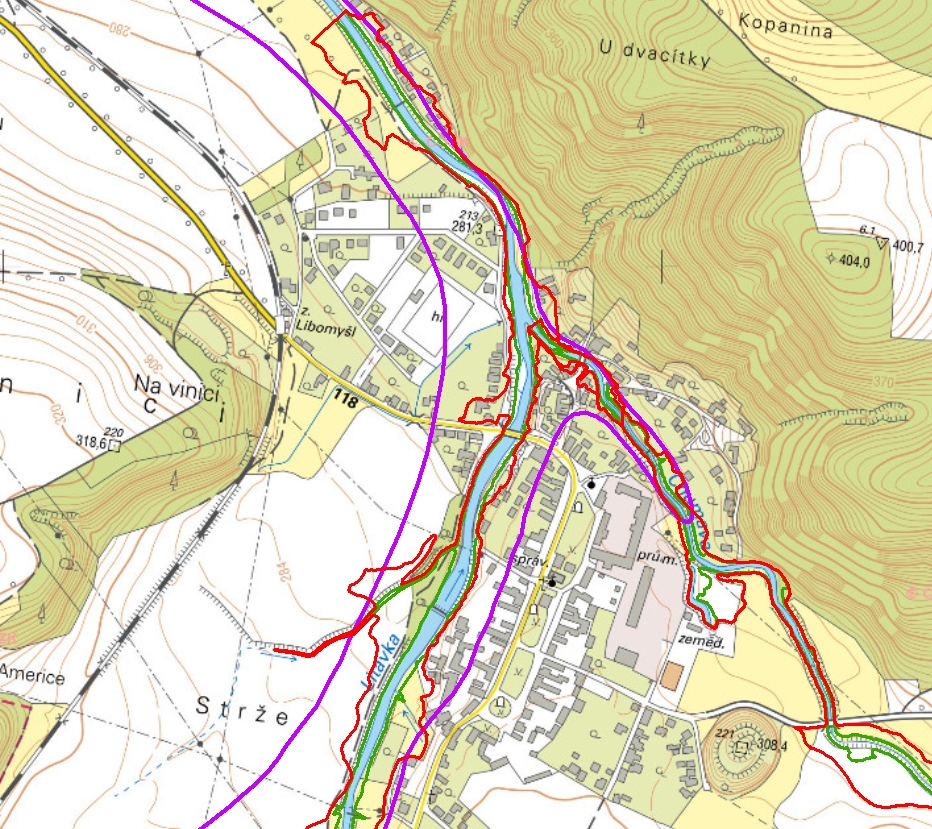 Kopanina
U dvacítky
280
213
281,3
6.1
400,7
404,0
z.
Libomyšl
hř.
310
306
320
370
n i
Na vinici
C í
118
220
318,6
284
správ.
prům.
Litavka
zeměd.
Americe
Strže
221
308,4